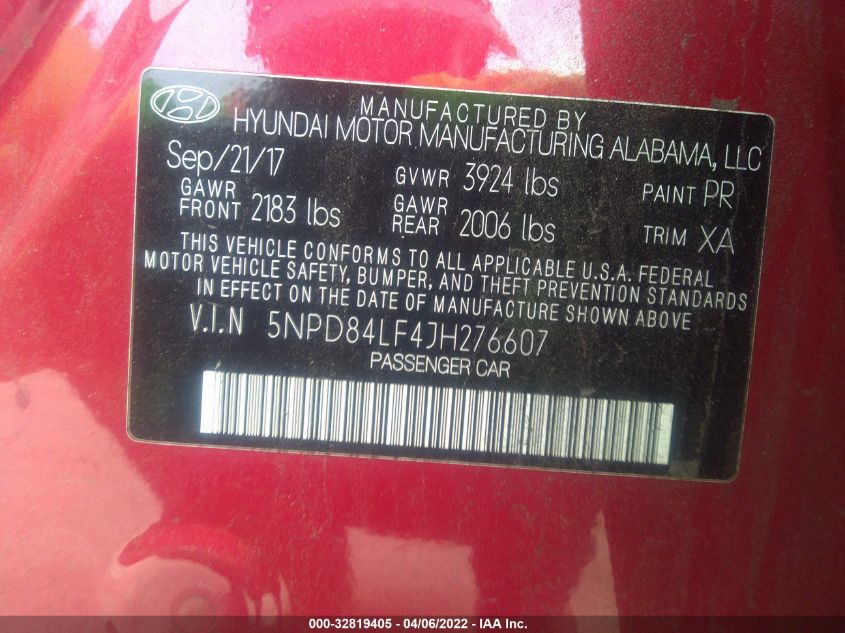 MANUFACTURED BY
HYUNDAI MOTOR MANUFACTURING ALABAMA, LLC
Sep/21/17 GVWR 3924 lbs PAINT PR
GAWR FRONT 2183 lbs GAWR REAR 2006 lbs TRIM XA
THIS VEHICLE CONFORMS TO ALL APPLICABLE U.S.A. FEDERAL
MOTOR VEHICLE SAFETY, BUMPER, AND THEFT PREVENTION STANDARDS
IN EFFECT ON THE DATE OF MANUFACTURE SHOWN ABOVE
V.I.N 5NPD84LF4JH276607
PASSENGER CAR
000-32819405 - 04/06/2022 - IAA Inc.